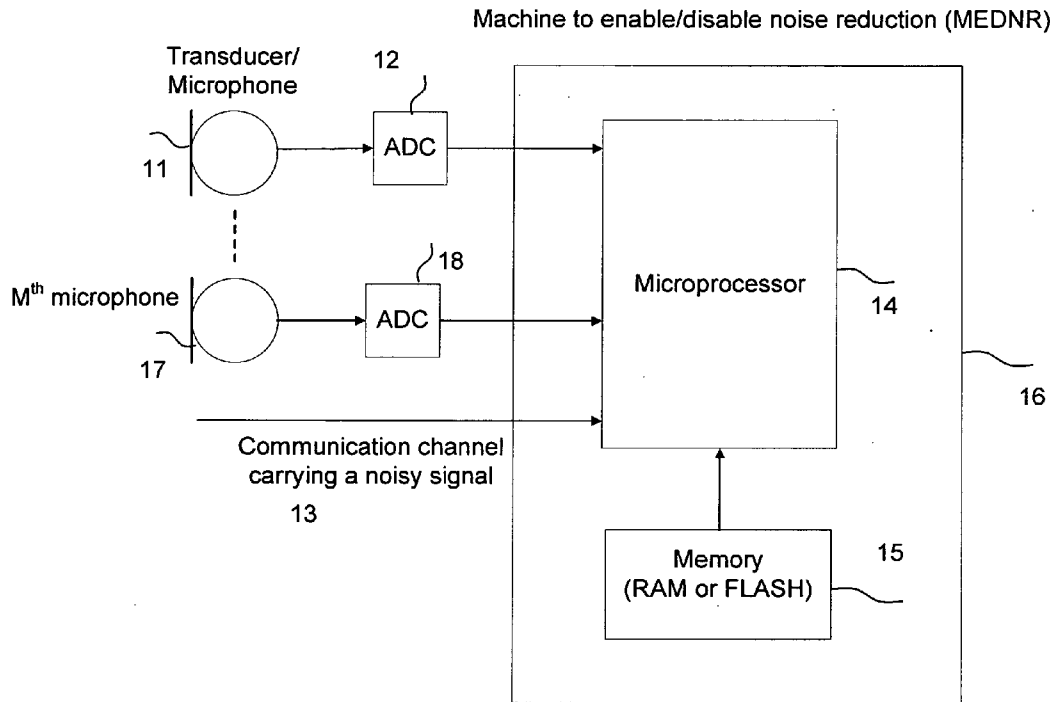 Machine to enable/disable noise reduction (MEDNR)
Transducer/
Microphone
12
ADC
11
18
Mth microphone
ADC
17
Microprocessor
14
16
Communication channel
carrying a noisy signal
13
Memory
(RAM or FLASH)
15